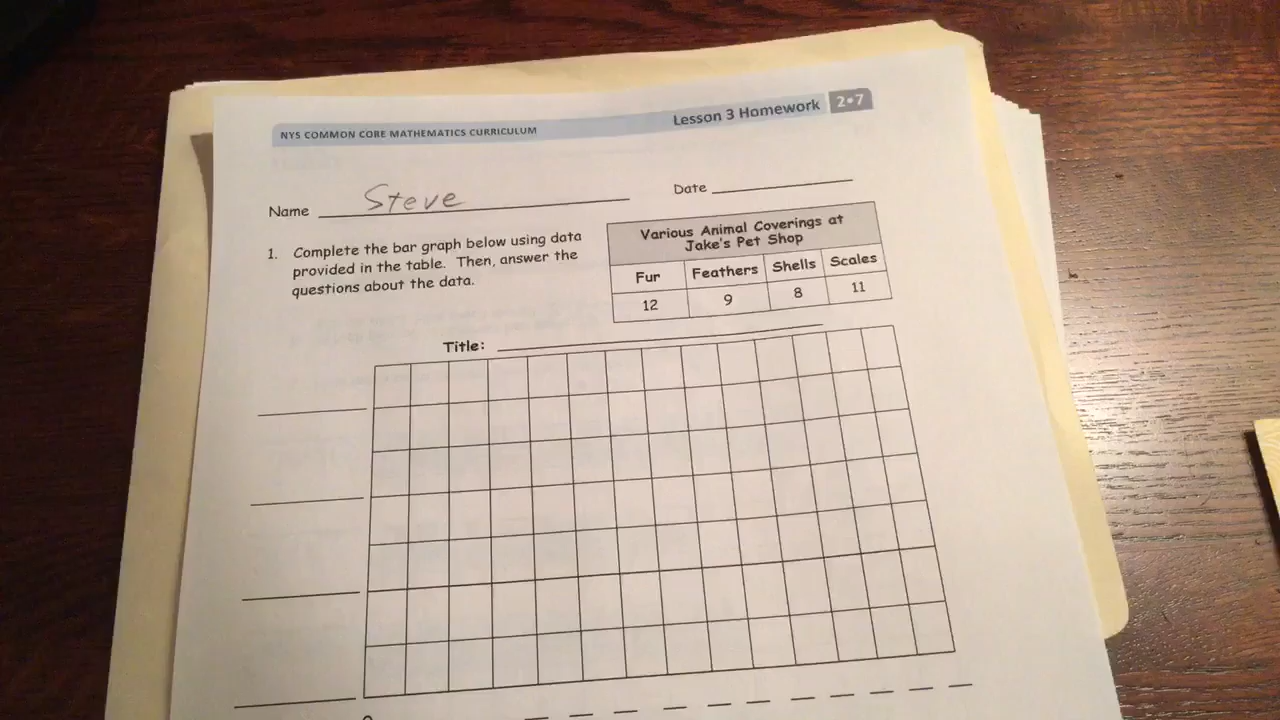 NYS COMMON CORE MATHEMATICS CURRICULUM
Lesson 3 Homework 2•7
Name Steve
Date
1. Complete the bar graph below using data
provided in the table. Then, answer the
questions about the data.
Various Animal Coverings at
Jake's Pet Shop
Fur Feathers Shells Scales
12 9 8 11
Title:
0